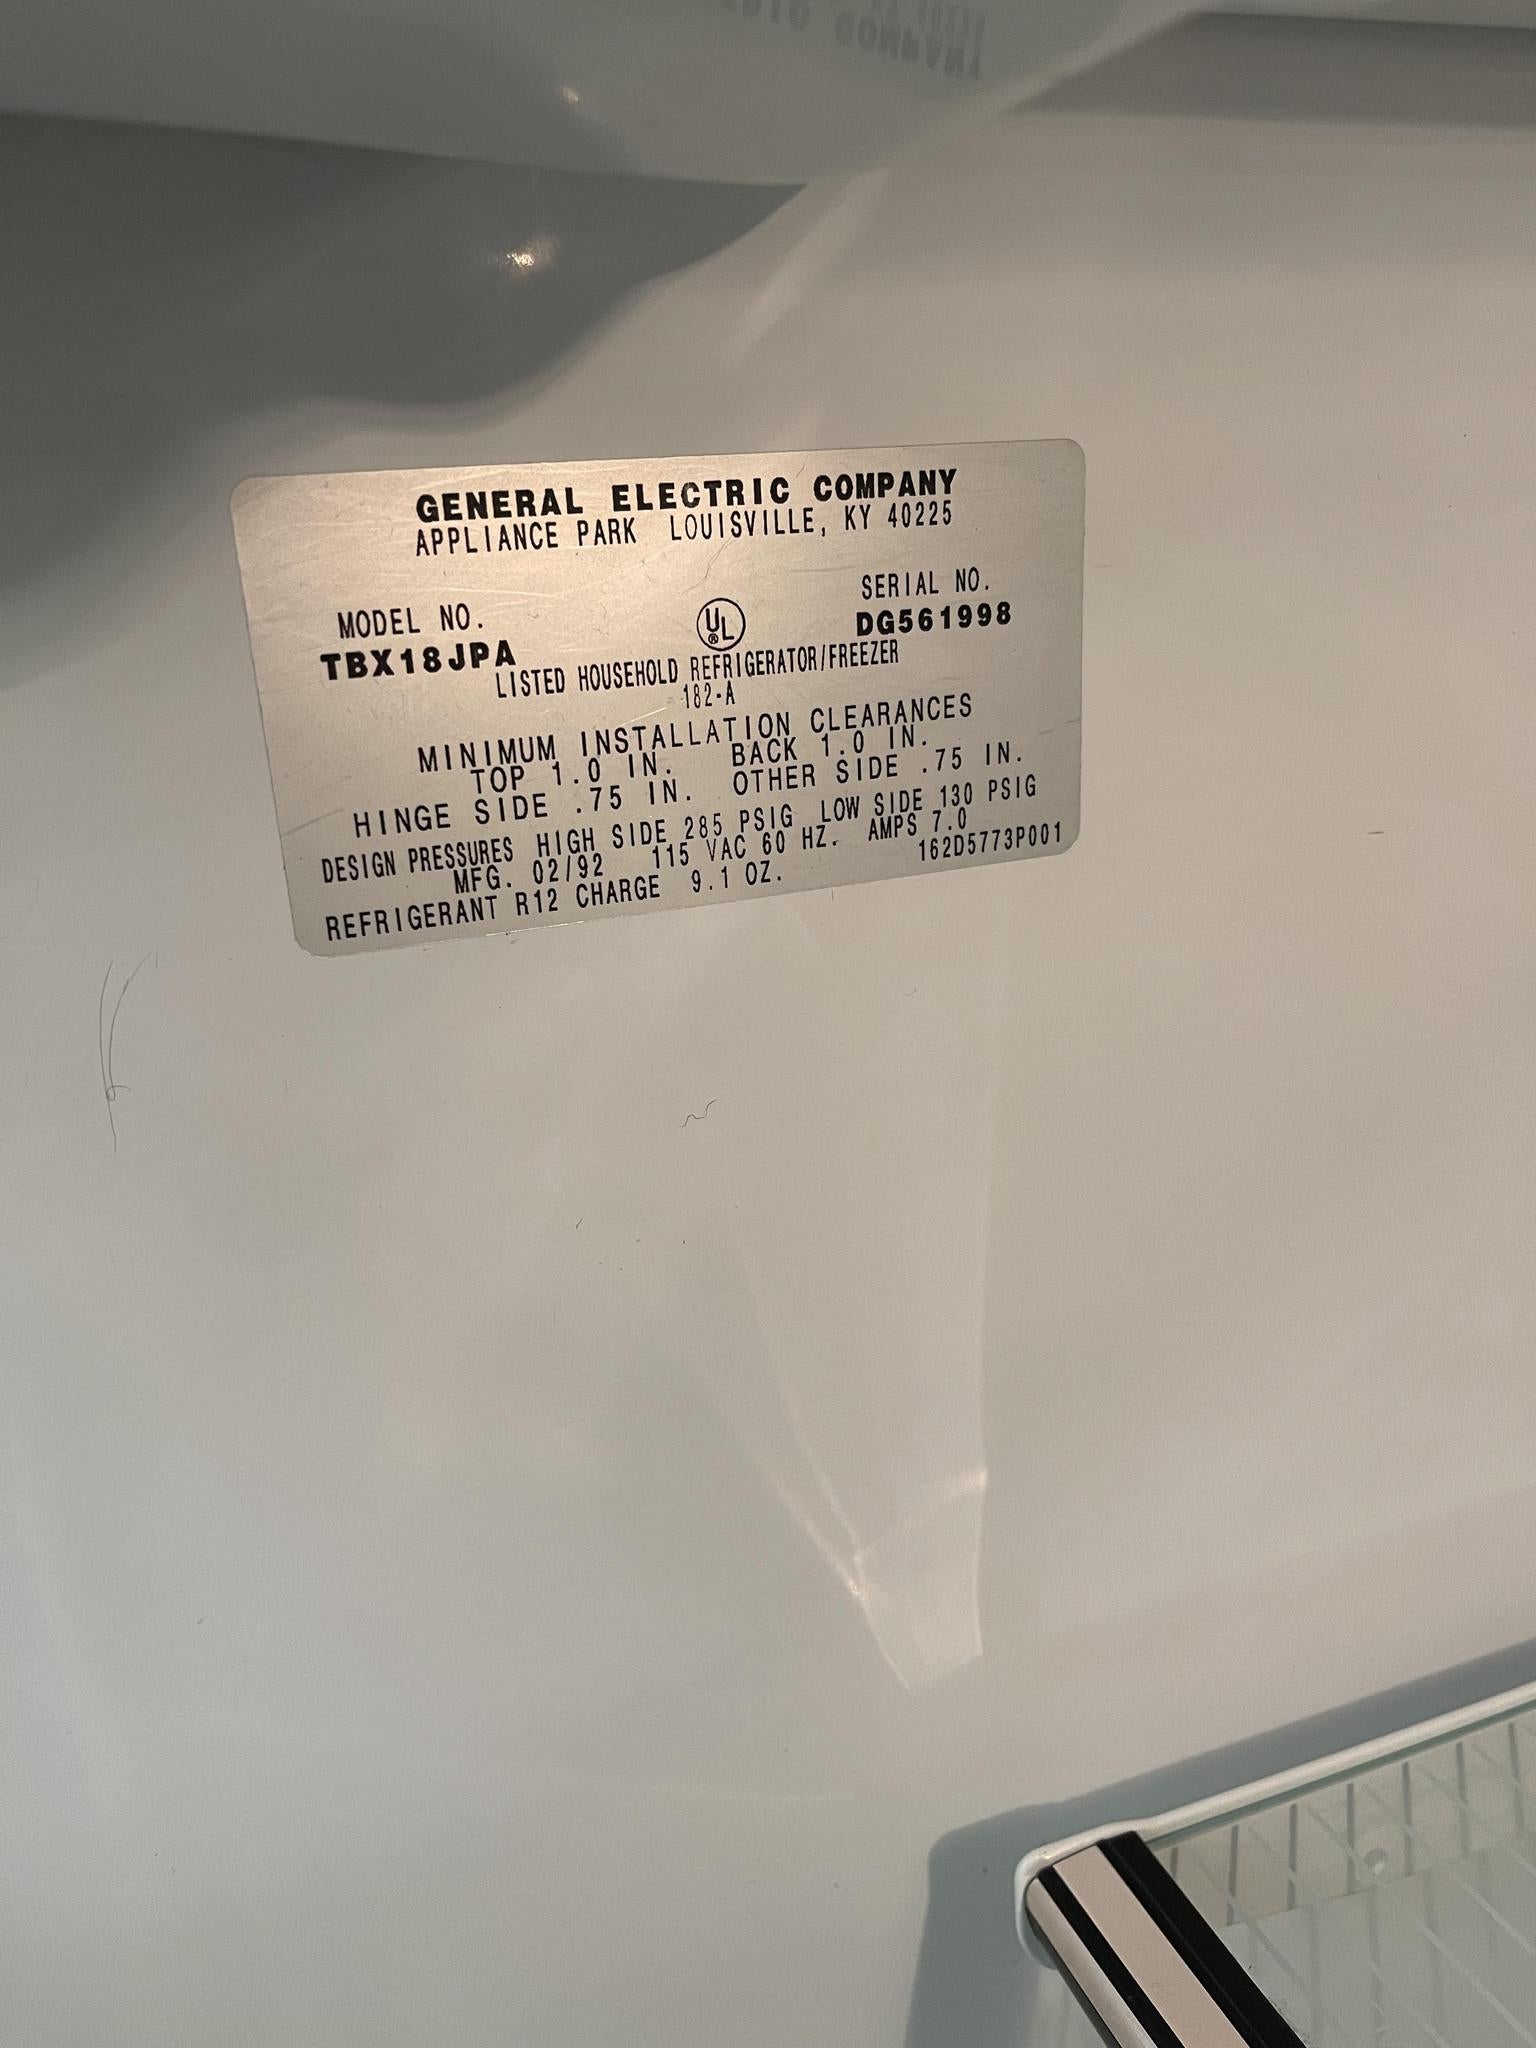 GENERAL ELECTRIC COMPANY
APPLIANCE PARK LOUISVILLE, KY 40225
MODEL NO.
TBX18JPA
UL
®
SERIAL NO.
DG561998
LISTED HOUSEHOLD REFRIGERATOR/FREEZER
182-A
MINIMUM INSTALLATION CLEARANCES
TOP 1.0 IN. BACK 1.0 IN.
HINGE SIDE .75 IN. OTHER SIDE .75 IN.
DESIGN PRESSURES HIGH SIDE 285 PSIG LOW SIDE 130 PSIG
MFG. 02/92 115 VAC 60 HZ. AMPS 7.0
REFRIGERANT R12 CHARGE 9.1 OZ. 162D5773P001